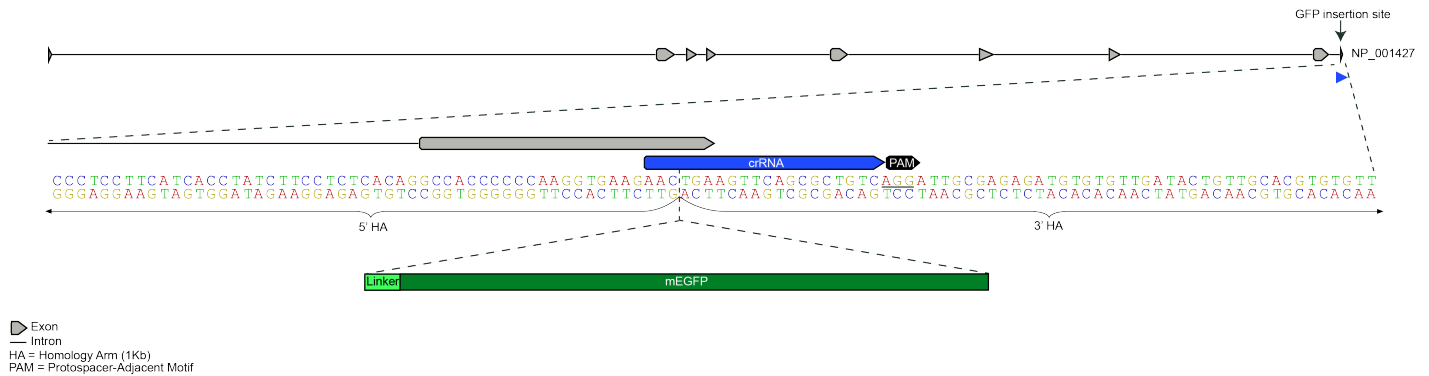 GFP insertion site
NP_001427
crRNA PAM
CCCTCCTTCATCACCTATCTTCCTCTCACAGGCCACCCCCCAAGGTGAAGAACTGAAGTTCAGCGCTGTCAGGATTGCGAGAGATGTGTGTTGATACTGTTGCACGTGTGTT
GGGAGGAAGTAGTGGATAGAAGGAGAGTGTCCGGTGGGGGGTTCCACTTCTTGACTTCAAGTCGCGACAGTCCTAACGCTCTCTACACACAACTATGACAACGTGCACACAA
5' HA 3' HA
Linker mEGFP
Exon
Intron
HA = Homology Arm (1Kb)
PAM = Protospacer-Adjacent Motif